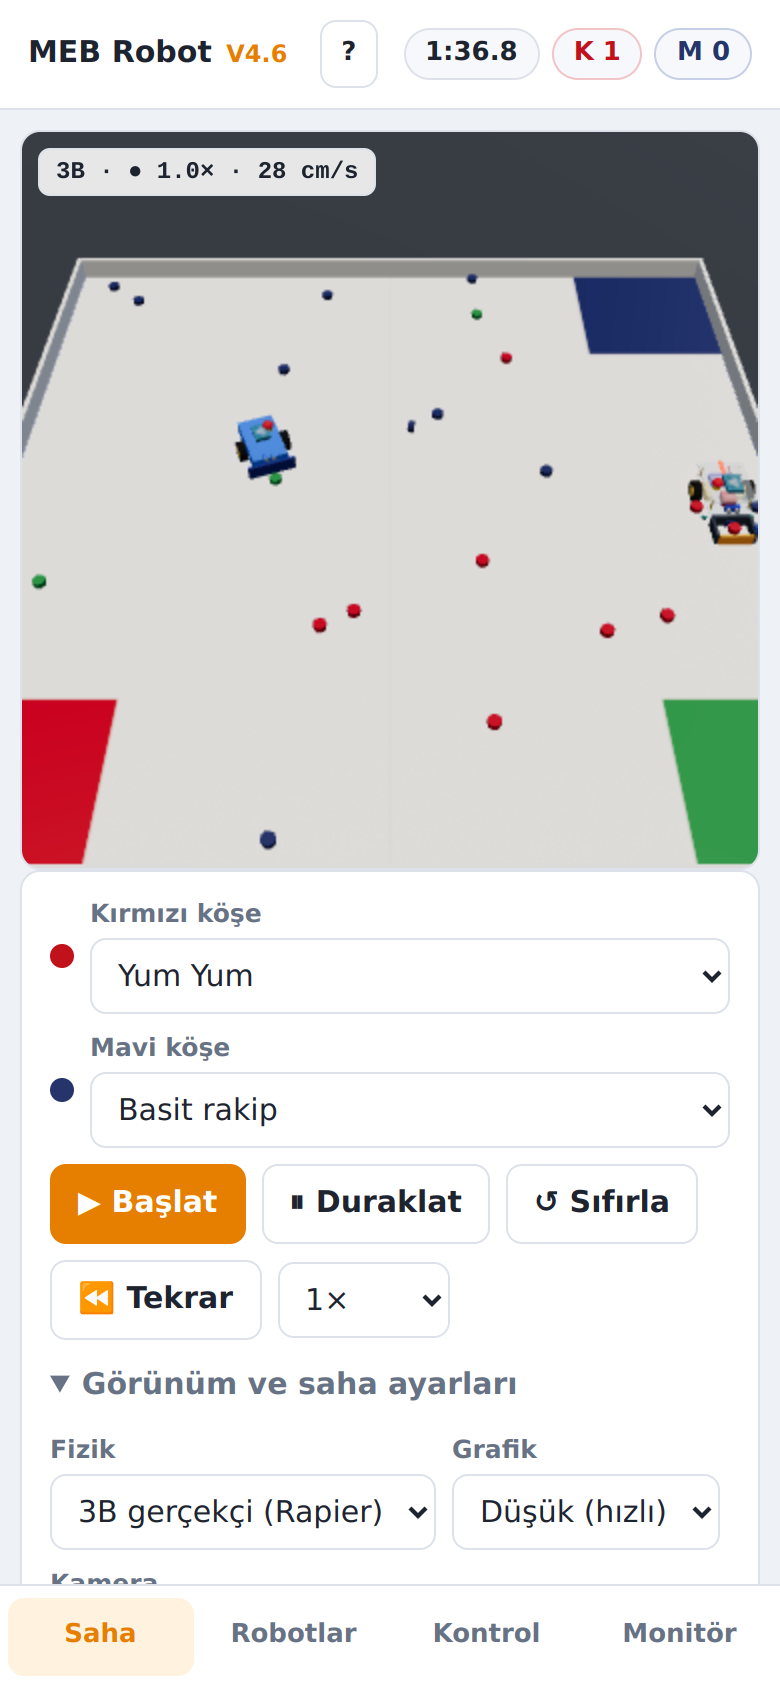 MEB Robot V4.6 ? 1:36.8 K 1 M 0
3B · ● 1.0× · 28 cm/s
Kırmızı köşe
Yum Yum
Mavi köşe
Basit rakip
▶ Başlat ⏸ Duraklat ↺ Sıfırla
⏪ Tekrar 1×
▼ Görünüm ve saha ayarları
Fizik Grafik
3B gerçekçi (Rapier) Düşük (hızlı)
Kamera
Saha Robotlar Kontrol Monitör